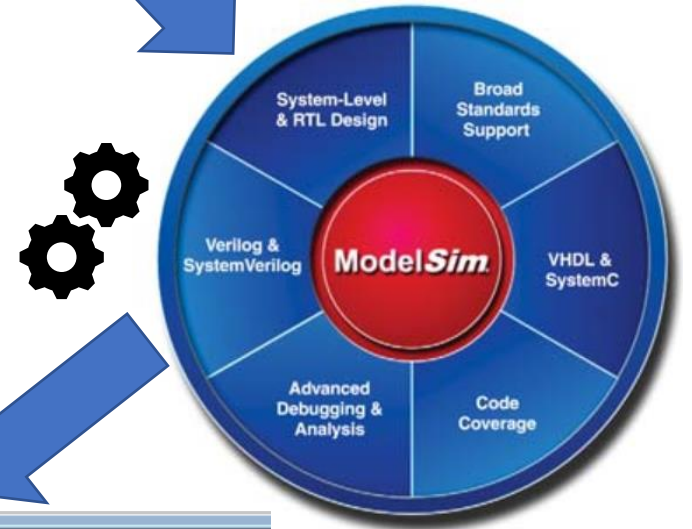 System-Level
& RTL Design
Broad
Standards
Support
Verilog &
SystemVerilog
ModelSim
VHDL &
SystemC
Advanced
Debugging &
Analysis
Code
Coverage